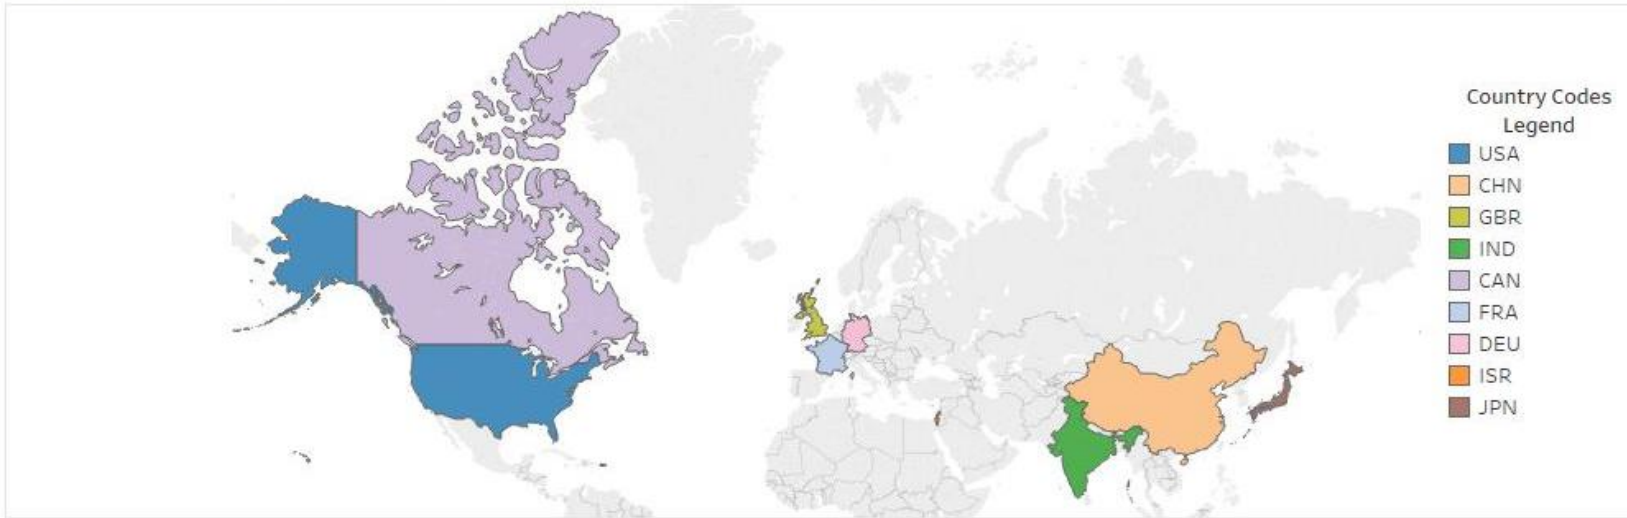 Country Codes
Legend
USA
CHN
GBR
IND
CAN
FRA
DEU
ISR
JPN